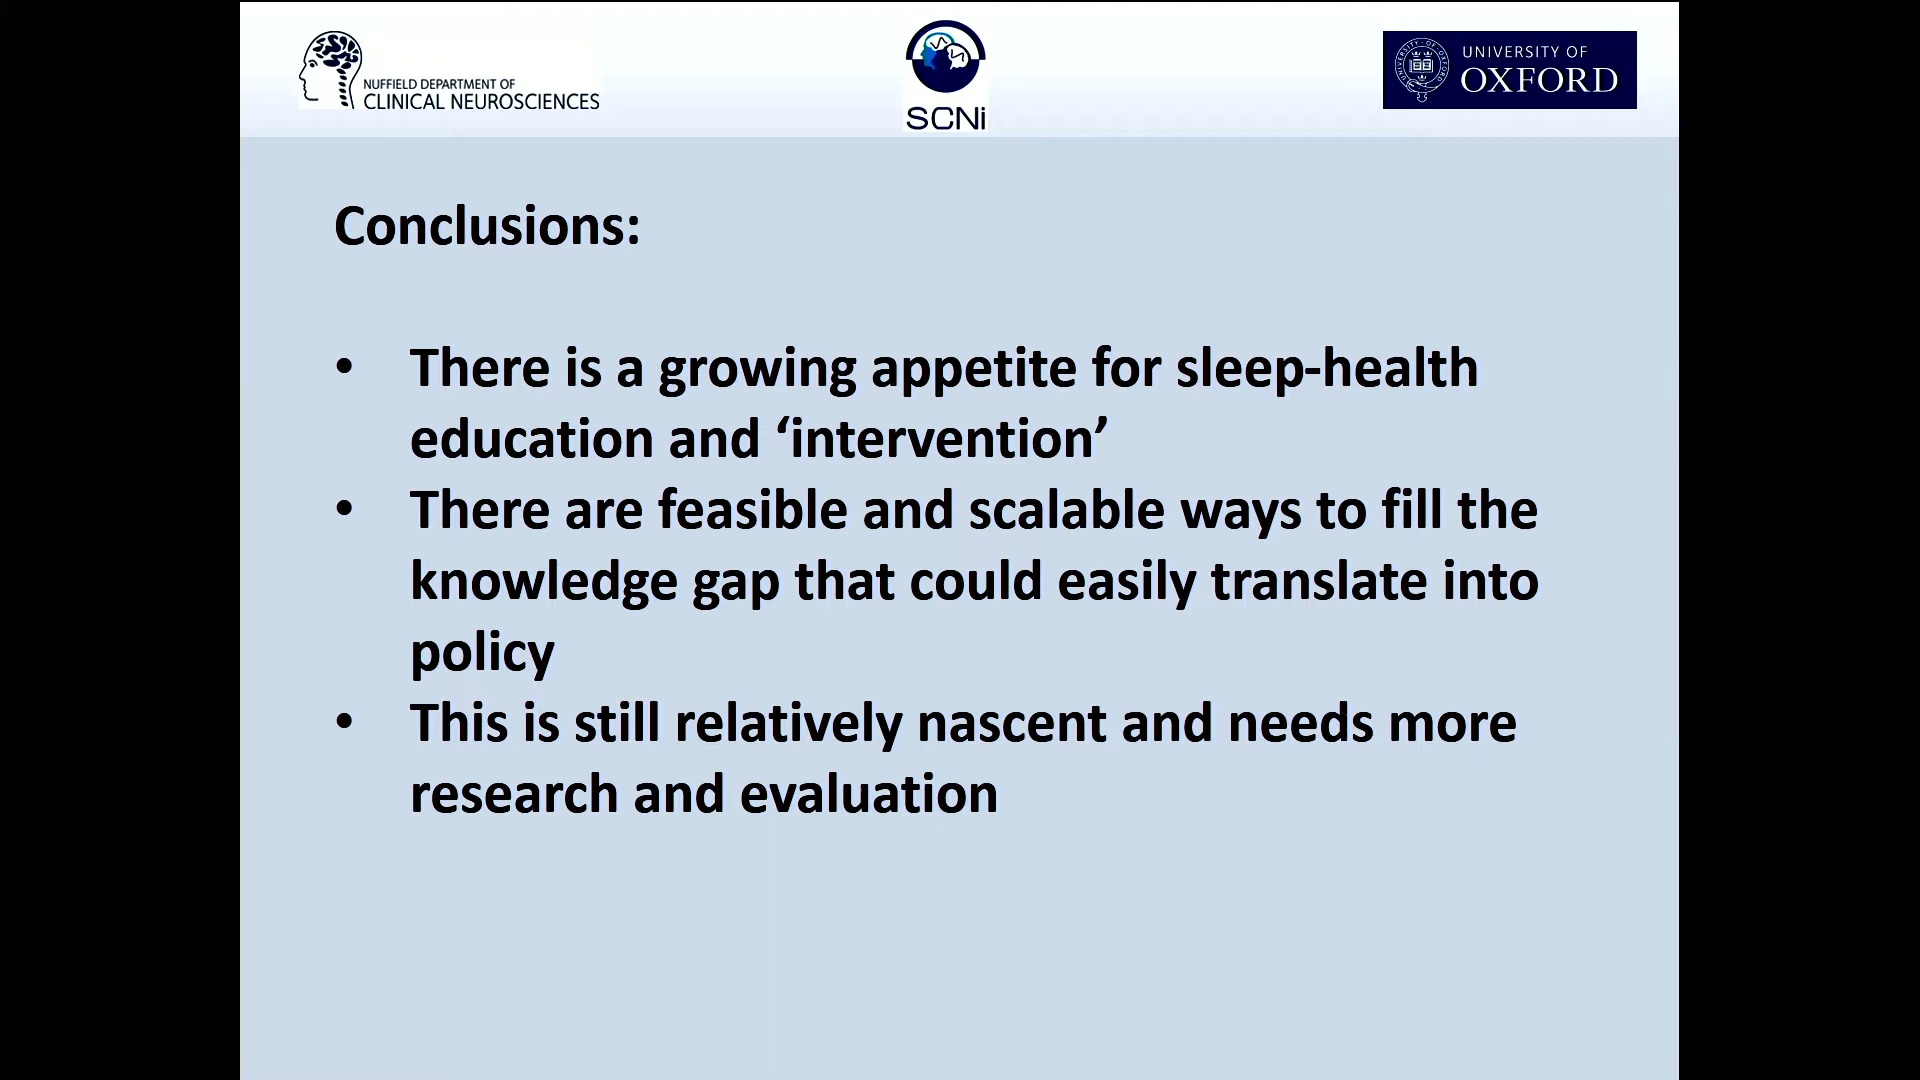 NUFFIELD DEPARTMENT OF
CLINICAL NEUROSCIENCES
SCNi
UNIVERSITY OF
OXFORD
Conclusions:
• There is a growing appetite for sleep-health
education and ‘intervention’
• There are feasible and scalable ways to fill the
knowledge gap that could easily translate into
policy
• This is still relatively nascent and needs more
research and evaluation